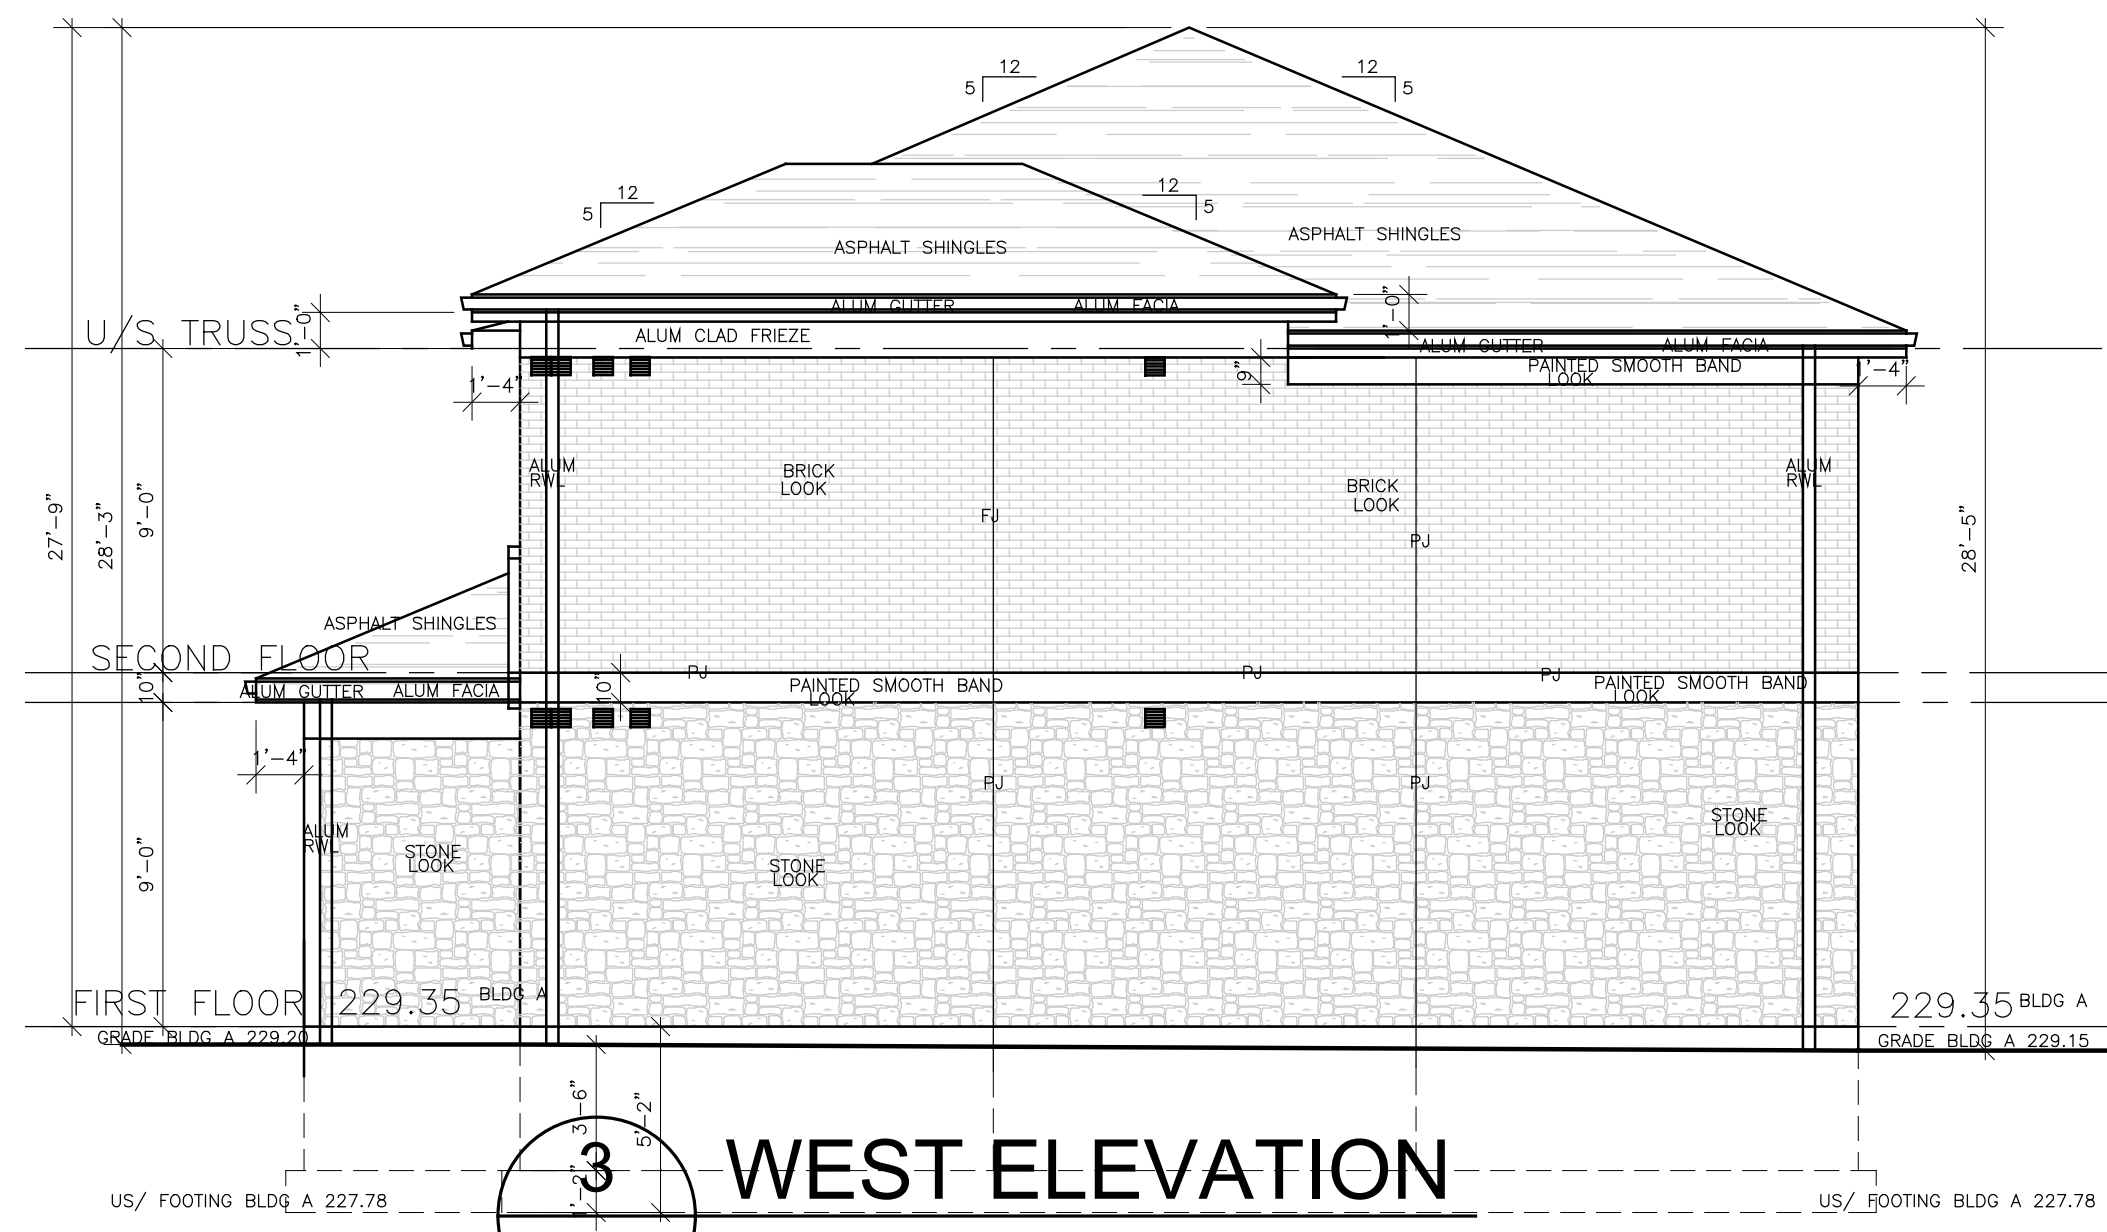 12
5
12
5
12
5
12
5
ASPHALT SHINGLES
ASPHALT SHINGLES
ALUM GUTTER ALUM FACIA
1'-0"
1'-0"
U/S TRUSS
ALUM CLAD FRIEZE
ALUM GUTTER ALUM FACIA
PAINTED SMOOTH BAND
LOOK
1'-4"
9"
1'-4"
ALUM
RWL
BRICK
LOOK
BRICK
LOOK
ALUM
RWL
27'-9"
28'-3"
9'-0"
FJ
PJ
28'-5"
ASPHALT SHINGLES
SECOND FLOOR
PJ
PJ
PJ
10"
ALUM GUTTER ALUM FACIA
10"
PAINTED SMOOTH BAND
LOOK
PAINTED SMOOTH BAND
LOOK
1'-4"
PJ
PJ
9'-0"
ALUM
RWL
STONE
LOOK
STONE
LOOK
STONE
LOOK
FIRST FLOOR 229.35 BLDG A
229.35 BLDG A
GRADE BLDG A 229.20
GRADE BLDG A 229.15
3'-6"
5'-2"
1'-2"
3 WEST ELEVATION
US/ FOOTING BLDG A 227.78
US/ FOOTING BLDG A 227.78